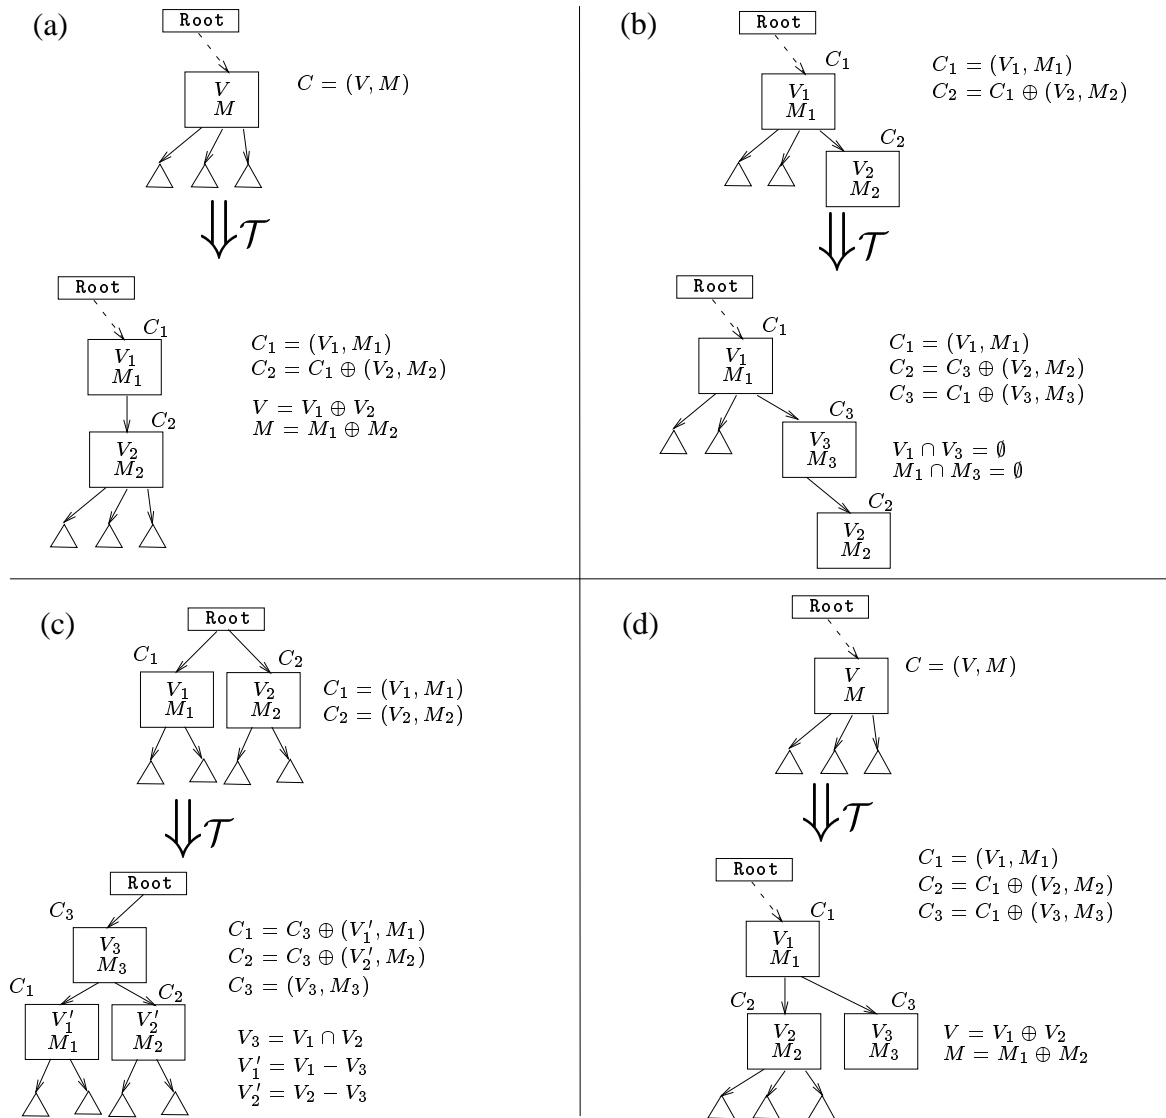 (a)
Root
V
M
C = (V, M)
𝒯
Root
C₁
V₁
M₁
C₁ = (V₁, M₁)
C₂ = C₁ ⊕ (V₂, M₂)
V = V₁ ⊕ V₂
M = M₁ ⊕ M₂
C₂
V₂
M₂
(b)
Root
C₁
V₁
M₁
C₁ = (V₁, M₁)
C₂ = C₁ ⊕ (V₂, M₂)
C₂
V₂
M₂
𝒯
Root
C₁
V₁
M₁
C₁ = (V₁, M₁)
C₂ = C₃ ⊕ (V₂, M₂)
C₃ = C₁ ⊕ (V₃, M₃)
C₃
V₃
M₃
V₁ ∩ V₃ = ∅
M₁ ∩ M₃ = ∅
C₂
V₂
M₂
(c)
Root
C₁
C₂
V₁
M₁
V₂
M₂
C₁ = (V₁, M₁)
C₂ = (V₂, M₂)
𝒯
Root
C₃
V₃
M₃
C₁ = C₃ ⊕ (V₁′, M₁)
C₂ = C₃ ⊕ (V₂′, M₂)
C₃ = (V₃, M₃)
C₁
C₂
V₁′
M₁
V₂′
M₂
V₃ = V₁ ∩ V₂
V₁′ = V₁ − V₃
V₂′ = V₂ − V₃
(d)
Root
V
M
C = (V, M)
𝒯
Root
C₁
V₁
M₁
C₁ = (V₁, M₁)
C₂ = C₁ ⊕ (V₂, M₂)
C₃ = C₁ ⊕ (V₃, M₃)
C₂
C₃
V₂
M₂
V₃
M₃
V = V₁ ⊕ V₂
M = M₁ ⊕ M₂